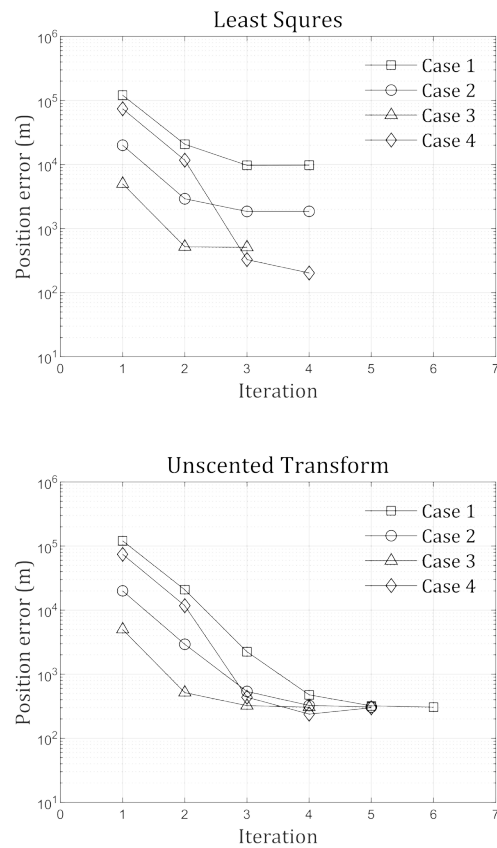 Least Squres
10^6
10^5
10^4
10^3
10^2
10^1
Position error (m)
Case 1
Case 2
Case 3
Case 4
0 1 2 3 4 5 6 7
Iteration
Unscented Transform
10^6
10^5
10^4
10^3
10^2
10^1
Position error (m)
Case 1
Case 2
Case 3
Case 4
0 1 2 3 4 5 6 7
Iteration